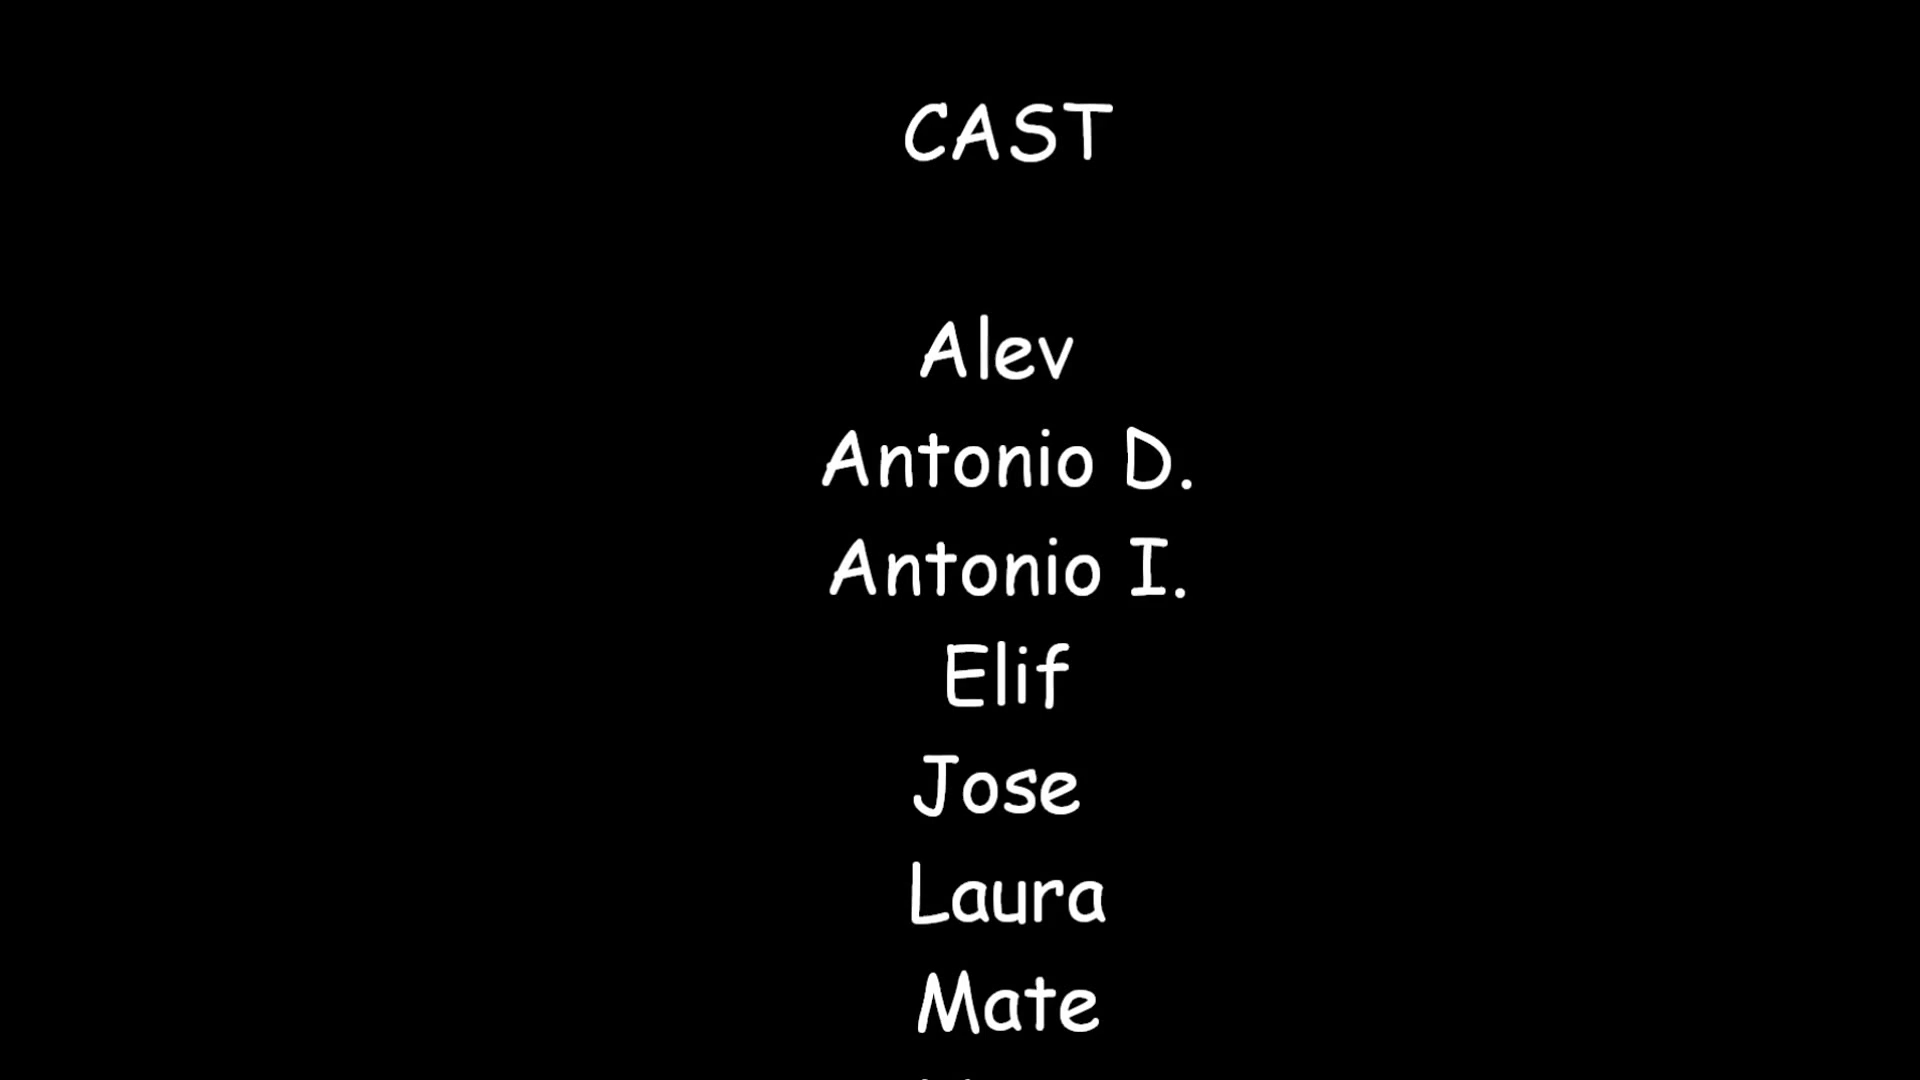 CAST
Alev
Antonio D.
Antonio I.
Elif
Jose
Laura
Mate